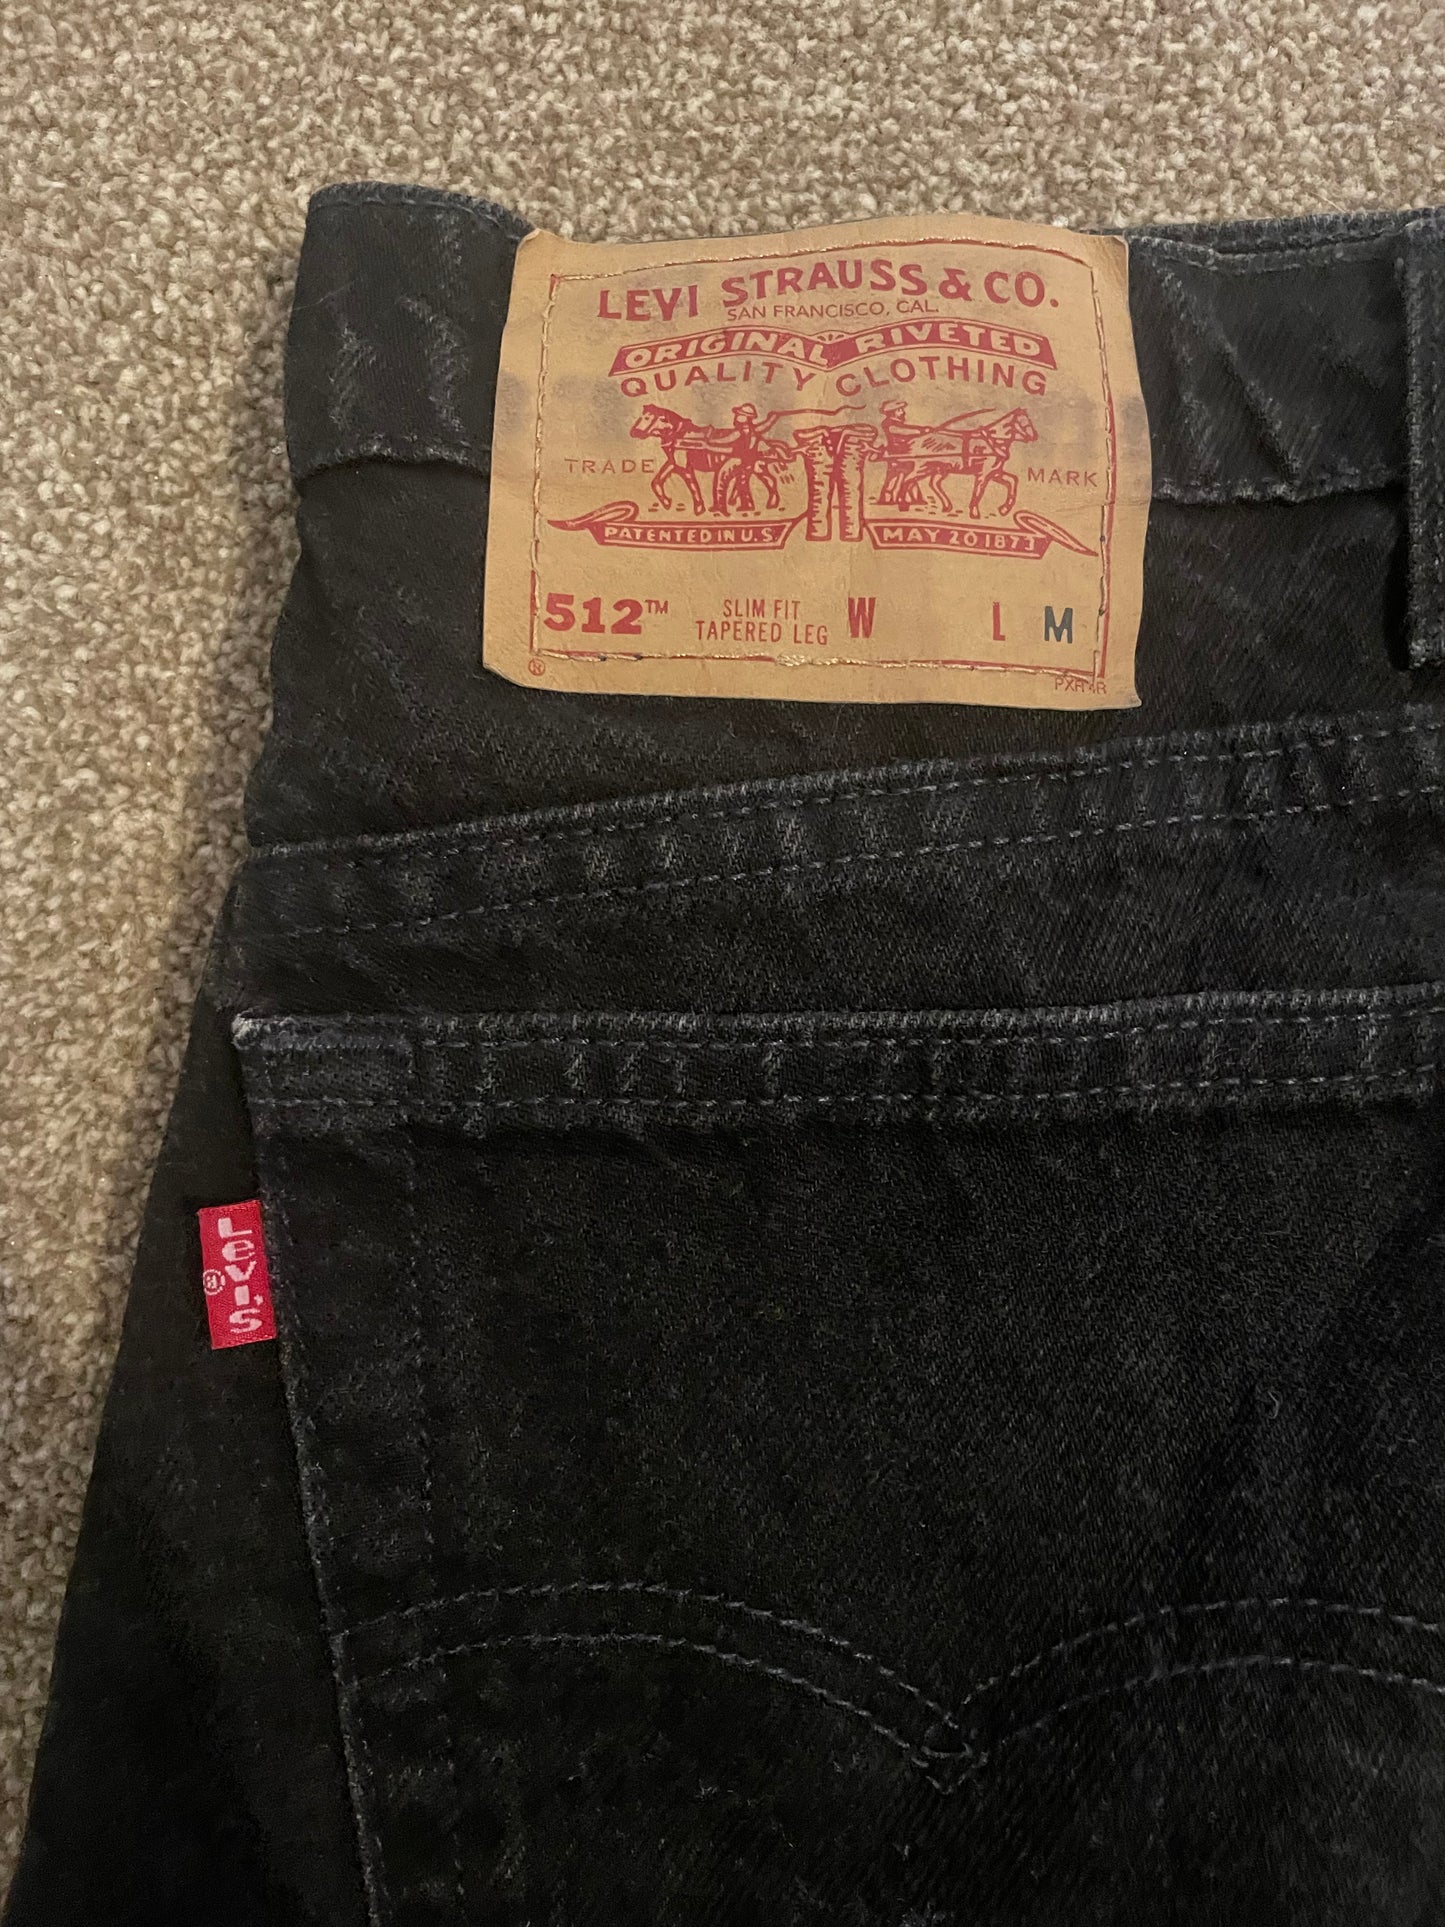 LEVI STRAUSS & CO.
SAN FRANCISCO, CAL.
ORIGINAL RIVETED
QUALITY CLOTHING
TRADE MARK
PATENTED IN U.S. MAY 20 1873
512™ SLIM FIT TAPERED LEG W L M
®
Levi's
®